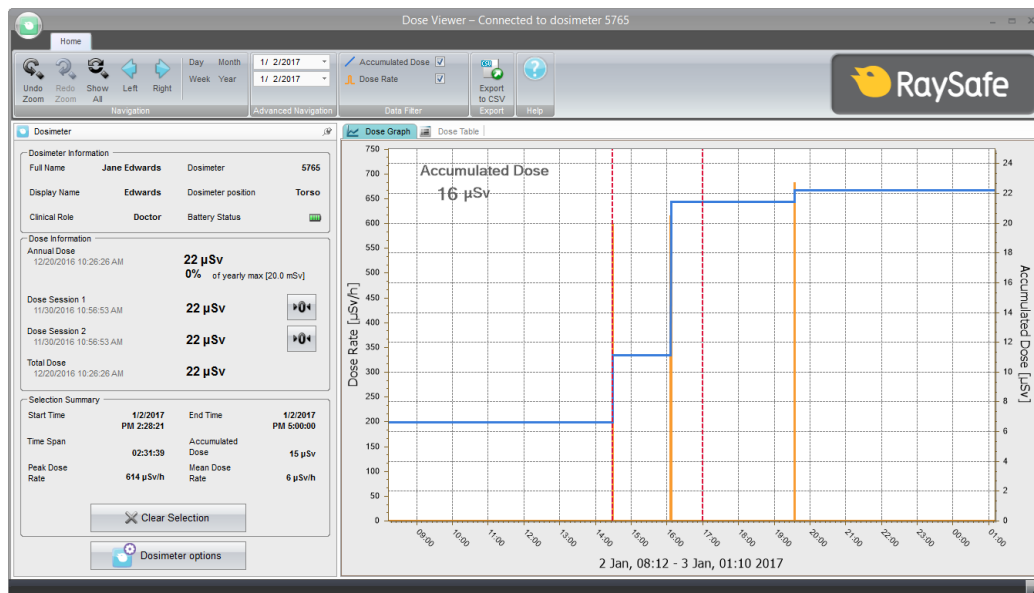 Dose Viewer – Connected to dosimeter 5765
Home
Undo Zoom
Redo Zoom
Show All
Left
Right
Day Month
Week Year
Navigation
1/ 2/2017
1/ 2/2017
Advanced Navigation
Accumulated Dose
Dose Rate
Data Filter
CSV
Export to CSV
Export
Help
RaySafe
Dosimeter
Dosimeter Information
Full Name Jane Edwards Dosimeter 5765
Display Name Edwards Dosimeter position Torso
Clinical Role Doctor Battery Status
Dose Information
Annual Dose
12/20/2016 10:26:26 AM
22 µSv
0% of yearly max [20.0 mSv]
Dose Session 1
11/30/2016 10:56:53 AM
22 µSv
0
Dose Session 2
11/30/2016 10:56:53 AM
22 µSv
0
Total Dose
12/20/2016 10:26:26 AM
22 µSv
Selection Summary
Start Time 1/2/2017 PM 2:28:21
End Time 1/2/2017 PM 5:00:00
Time Span 02:31:39
Accumulated Dose 15 µSv
Peak Dose Rate 614 µSv/h
Mean Dose Rate 6 µSv/h
Clear Selection
Dosimeter options
Dose Graph
Dose Table
Accumulated Dose
16 µSv
Dose Rate [µSv/h]
750
700
650
600
550
500
450
400
350
300
250
200
150
100
50
0
24
22
20
18
16
14
12
10
8
6
4
2
0
Accumulated Dose [µSv]
09:00
10:00
11:00
12:00
13:00
14:00
15:00
16:00
17:00
18:00
19:00
20:00
21:00
22:00
23:00
00:00
01:00
2 Jan, 08:12 - 3 Jan, 01:10 2017